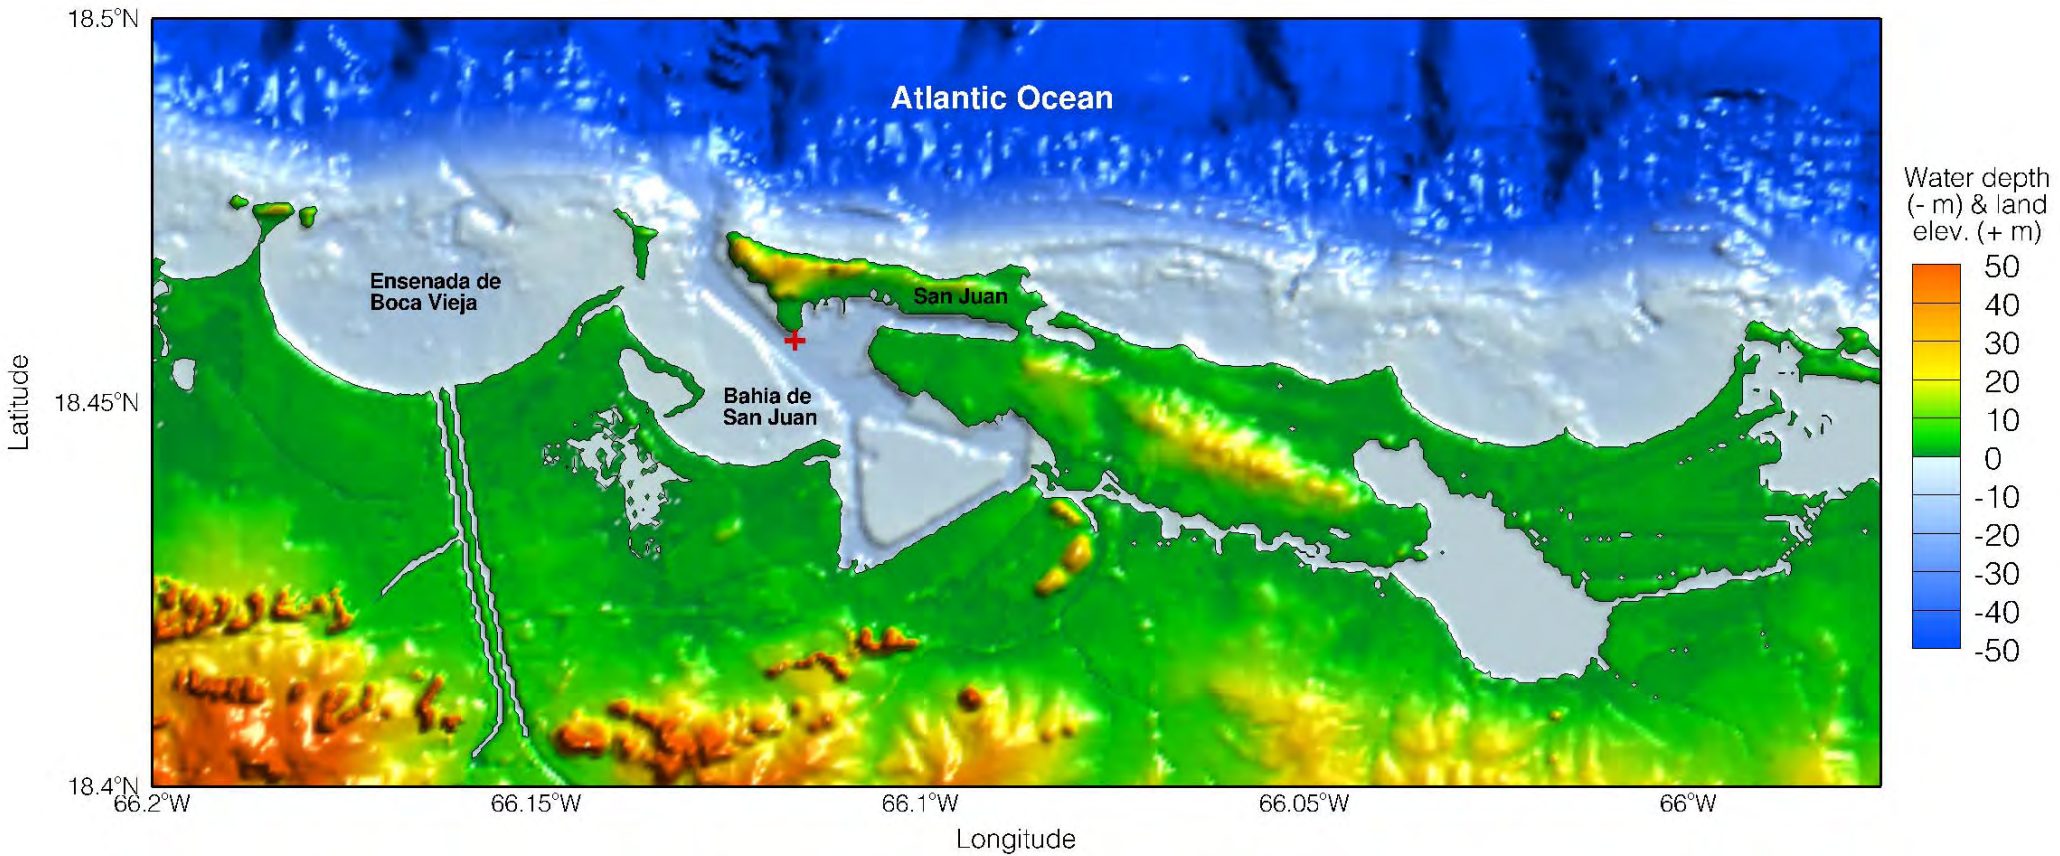 18.5°N
Atlantic Ocean
Water depth
(- m) & land
elev. (+ m)
50
40
30
20
10
0
-10
-20
-30
-40
-50
Ensenada de
Boca Vieja
San Juan
Bahia de
San Juan
Latitude
18.45°N
18.4°N
66.2°W
66.15°W
66.1°W
66.05°W
66°W
Longitude